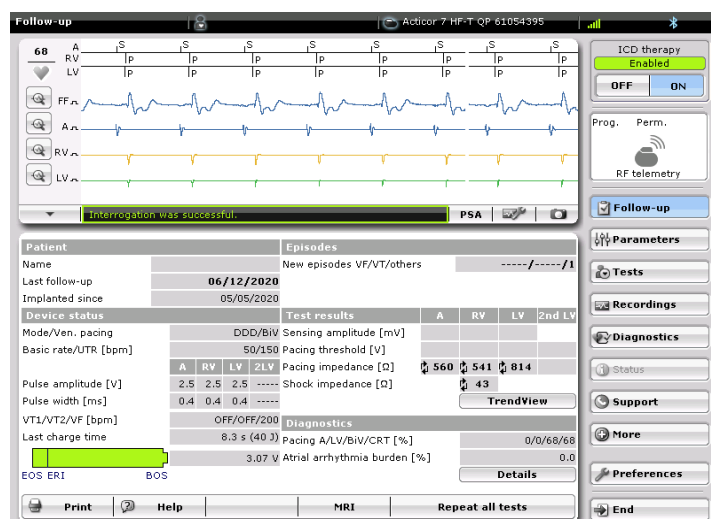 Follow-up Acticor 7 HF-T QP 61054395
68 A S S S S S S
RV P P P P P P P
LV P P P P P P P
FF
A
RV
LV
Interrogation was successful. PSA
Patient Episodes
Name New episodes VF/VT/others -----/-----/1
Last follow-up 06/12/2020
Implanted since 05/05/2020
Device status Test results A RV LV 2nd LV
Mode/Ven. pacing DDD/BiV Sensing amplitude [mV]
Basic rate/UTR [bpm] 50/150 Pacing threshold [V]
A RV LV 2LV Pacing impedance [Ω] 560 541 814
Pulse amplitude [V] 2.5 2.5 2.5 ----- Shock impedance [Ω] 43
Pulse width [ms] 0.4 0.4 0.4 ----- TrendView
VT1/VT2/VF [bpm] OFF/OFF/200 Diagnostics
Last charge time 8.3 s (40 J) Pacing A/LV/BiV/CRT [%] 0/0/68/68
3.07 V Atrial arrhythmia burden [%] 0.0
EOS ERI BOS Details
Print Help MRI Repeat all tests
ICD therapy
Enabled
OFF ON
Prog. Perm.
RF telemetry
Follow-up
Parameters
Tests
Recordings
Diagnostics
Status
Support
More
Preferences
End